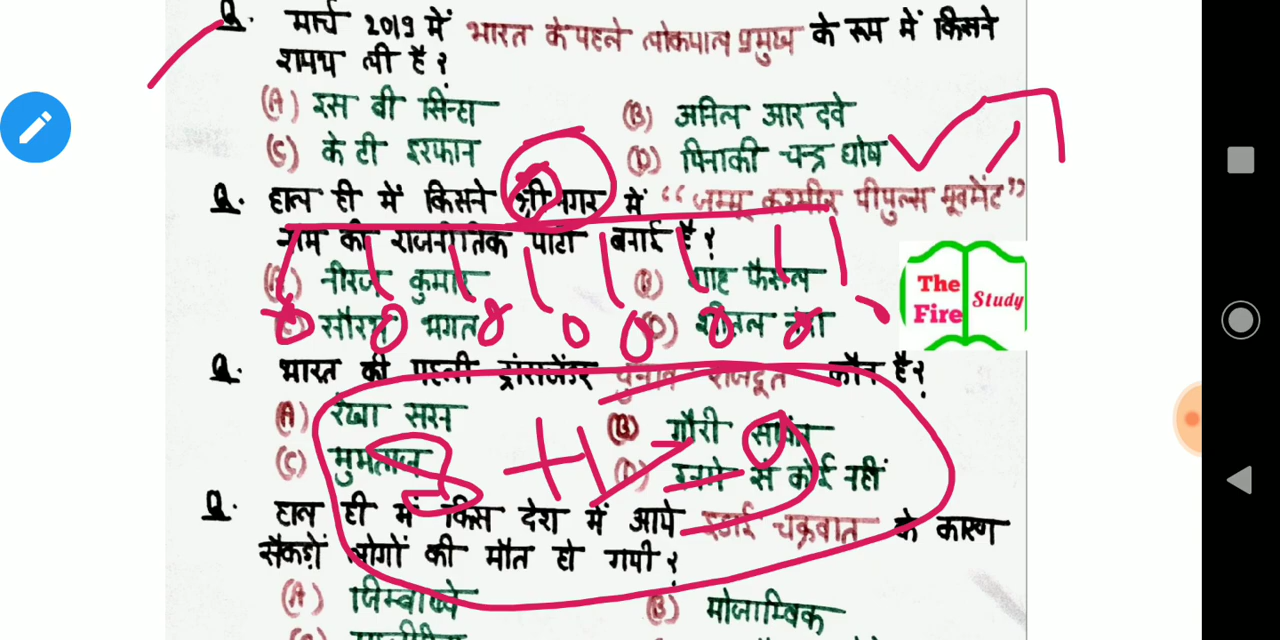 Q. मार्च 2019 में भारत के पहले लोकपाल प्रमुख के रूप में किसने
शपथ ली है?
(A) इस वी सिंन्हा (B) अनिल आर दवे
(C) के टी इरफान (D) पिनाकी चन्द्र घोष
Q. हाल ही में किसने श्रीनगर में “जम्मू कश्मीर पीपुल्स मूवमेंट”
नाम की राजनीतिक पार्टी बनाई है?
नीरज कुमार (B) शाह फैसल
सौरभ भगत (D)
The Fire Study
Q. भारत की पहली ट्रांसजेंडर चुनाव राजदूत कौन है?
(A) रेखा सरन (B) गौरी सावंत
(C) मुमताज (D) इनमे से कोई नहीं
Q. हाल ही में किस देश में आये इडाई चक्रवात के कारण
सैकड़ों लोगों की मौत हो गयी?
(A) जिम्बाब्वे (B) मोजाम्बिक